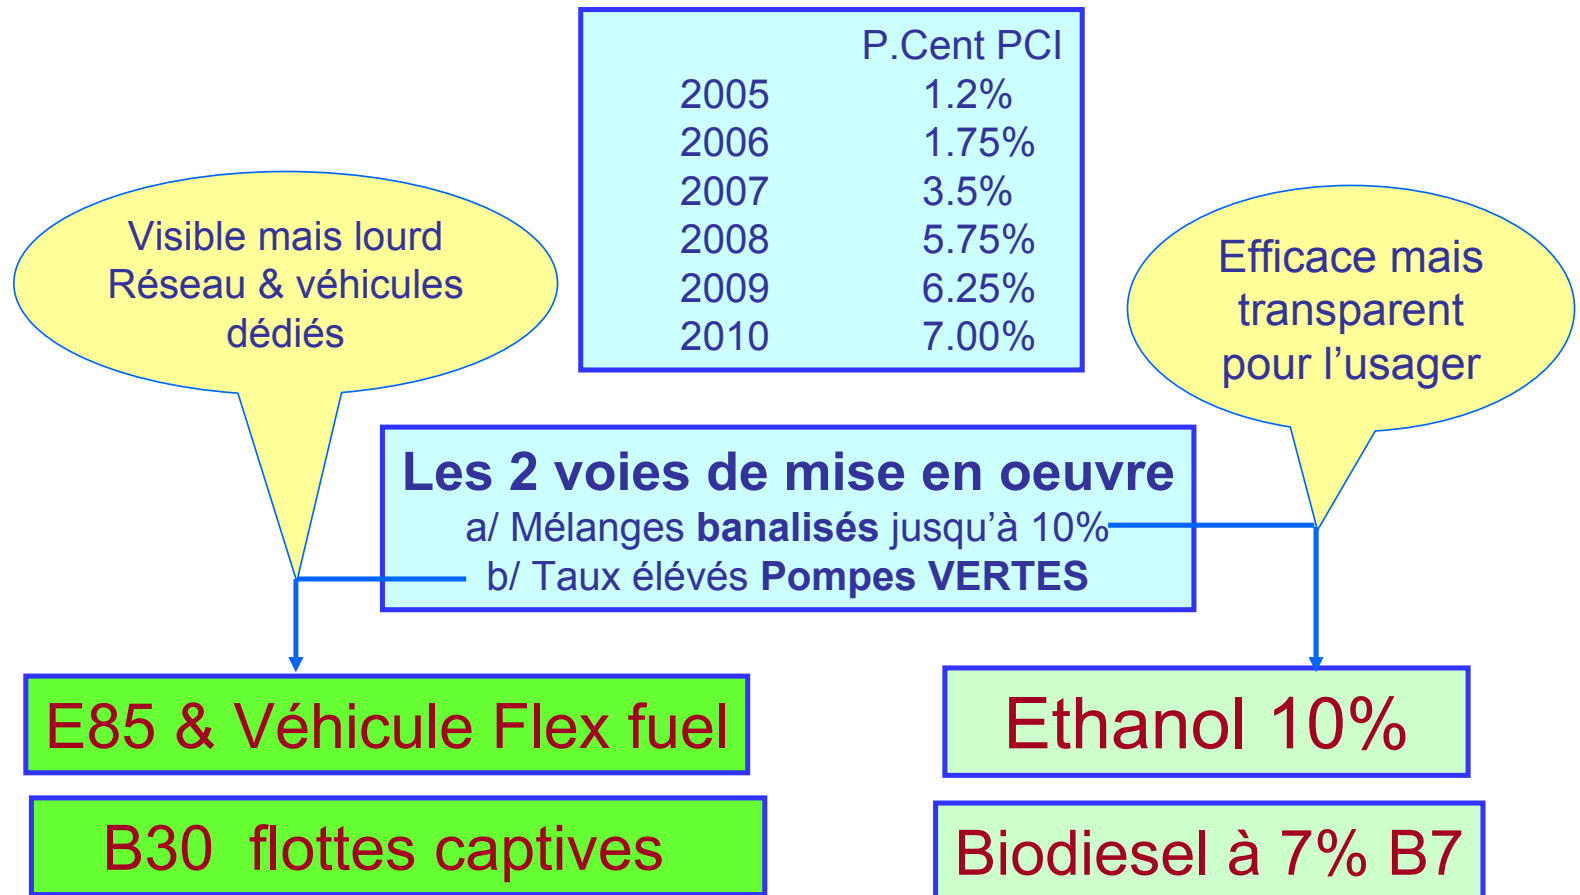 P.Cent PCI
2005 1.2%
2006 1.75%
2007 3.5%
2008 5.75%
2009 6.25%
2010 7.00%
Visible mais lourd
Réseau & véhicules
dédiés
Efficace mais
transparent
pour l’usager
Les 2 voies de mise en oeuvre
a/ Mélanges banalisés jusqu’à 10%
b/ Taux élévés Pompes VERTES
E85 & Véhicule Flex fuel
B30 flottes captives
Ethanol 10%
Biodiesel à 7% B7